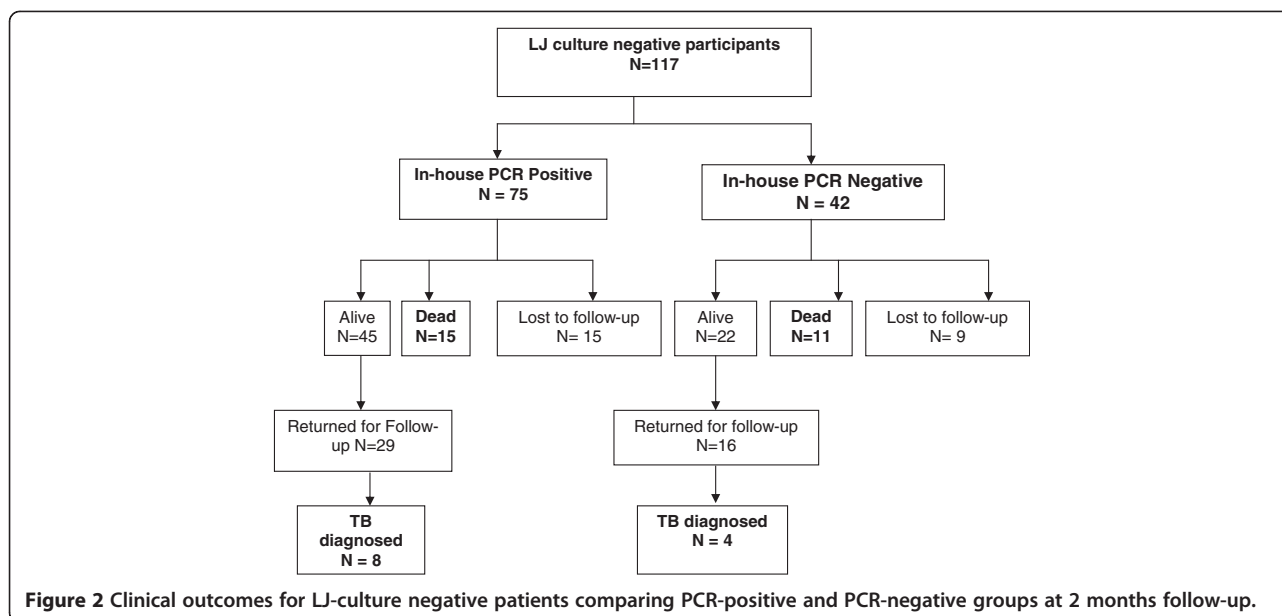 LJ culture negative participants
N=117
In-house PCR Positive
N = 75
In-house PCR Negative
N = 42
Alive
N=45
Dead
N=15
Lost to follow-up
N= 15
Alive
N=22
Dead
N=11
Lost to follow-up
N= 9
Returned for Follow-
up N=29
Returned for follow-up
N=16
TB
diagnosed
N = 8
TB diagnosed
N = 4
Figure 2 Clinical outcomes for LJ-culture negative patients comparing PCR-positive and PCR-negative groups at 2 months follow-up.